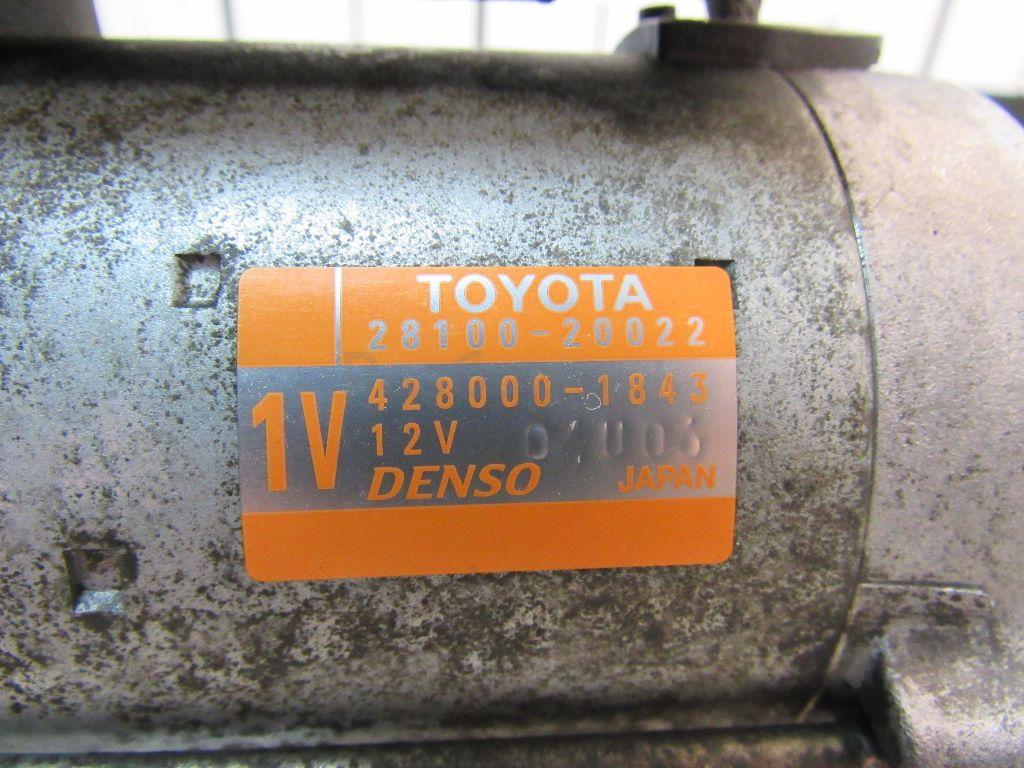 TOYOTA
28100-20022
1V
428000-1843
12V
DENSO JAPAN